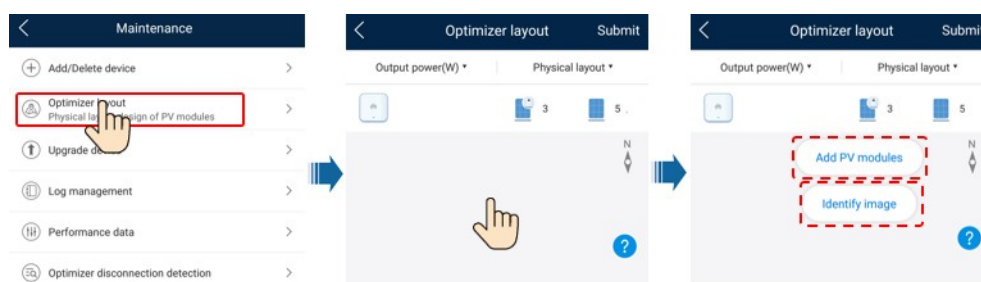 Maintenance
Add/Delete device
Optimizer layout
Physical layout design of PV modules
Upgrade device
Log management
Performance data
Optimizer disconnection detection
Optimizer layout Submit
Output power(W) Physical layout
3 5
N
?
Optimizer layout Submit
Output power(W) Physical layout
3 5
N
Add PV modules
Identify image
?